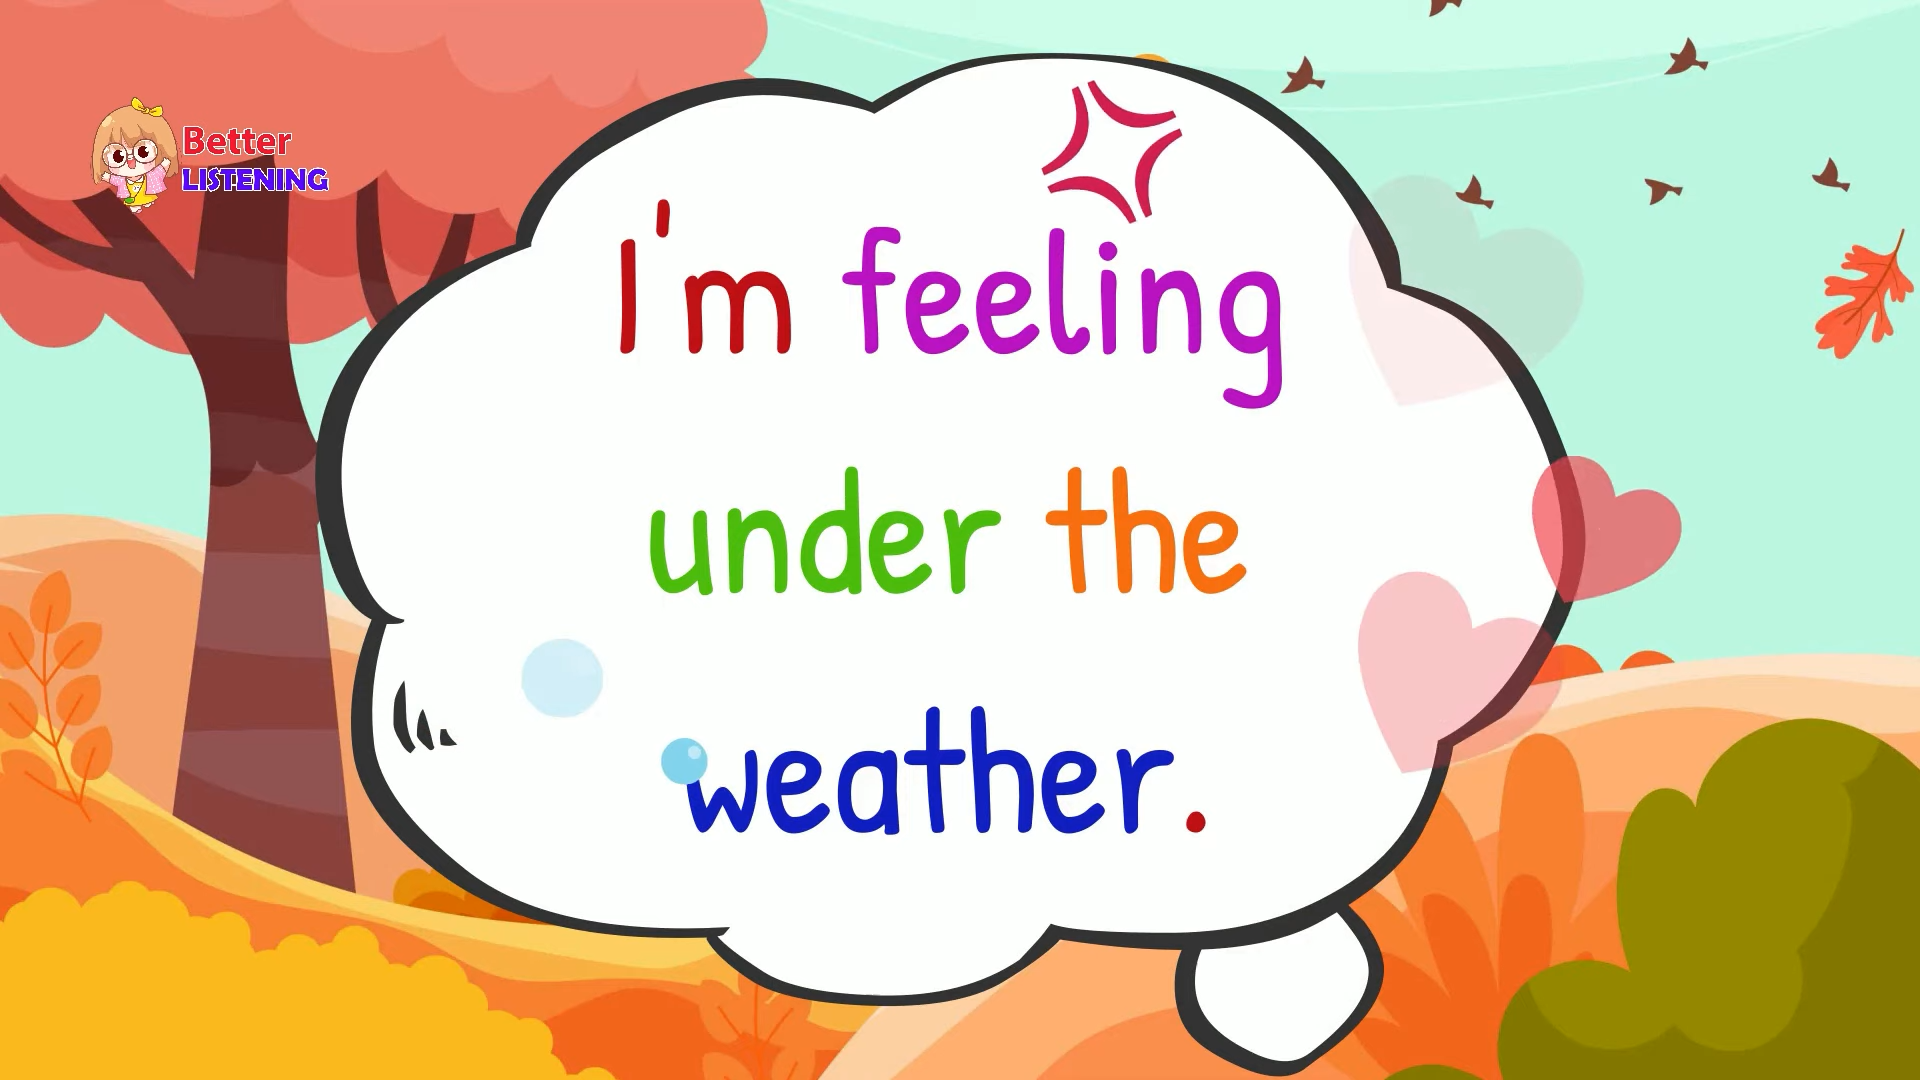 Better
LISTENING
I'm feeling
under the
weather.